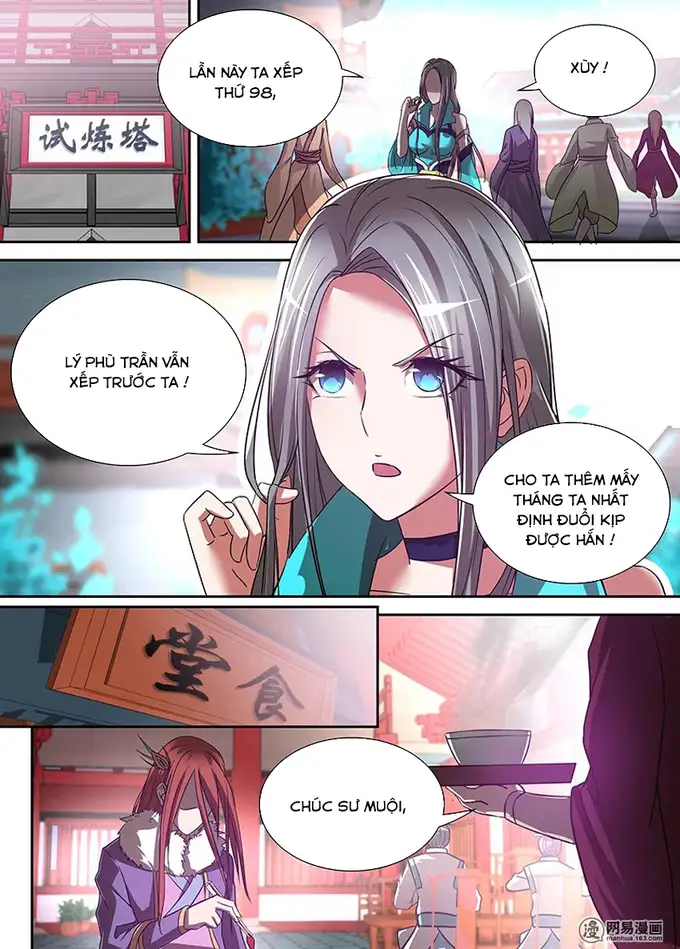 试炼塔
LẦN NÀY TA XẾP
THỨ 98,
XÙY !
LÝ PHÙ TRẦN VẪN
XẾP TRƯỚC TA !
CHO TA THÊM MẤY
THÁNG TA NHẤT
ĐỊNH ĐUỔI KỊP
ĐƯỢC HẮN !
食堂
CHÚC SƯ MUỘI,
漫 网易漫画
manhua.163.com